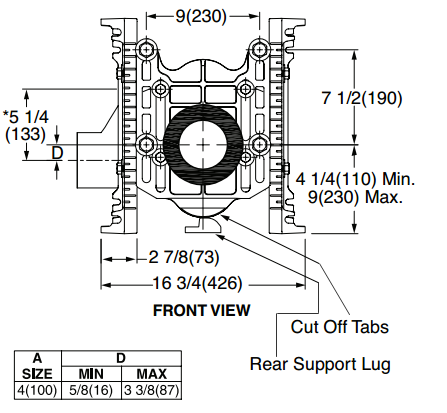 9(230)
7 1/2(190)
*5 1/4
(133)
D
4 1/4(110) Min.
9(230) Max.
2 7/8(73)
16 3/4(426)
FRONT VIEW
Cut Off Tabs
Rear Support Lug
A D
SIZE MIN MAX
4(100) 5/8(16) 3 3/8(87)